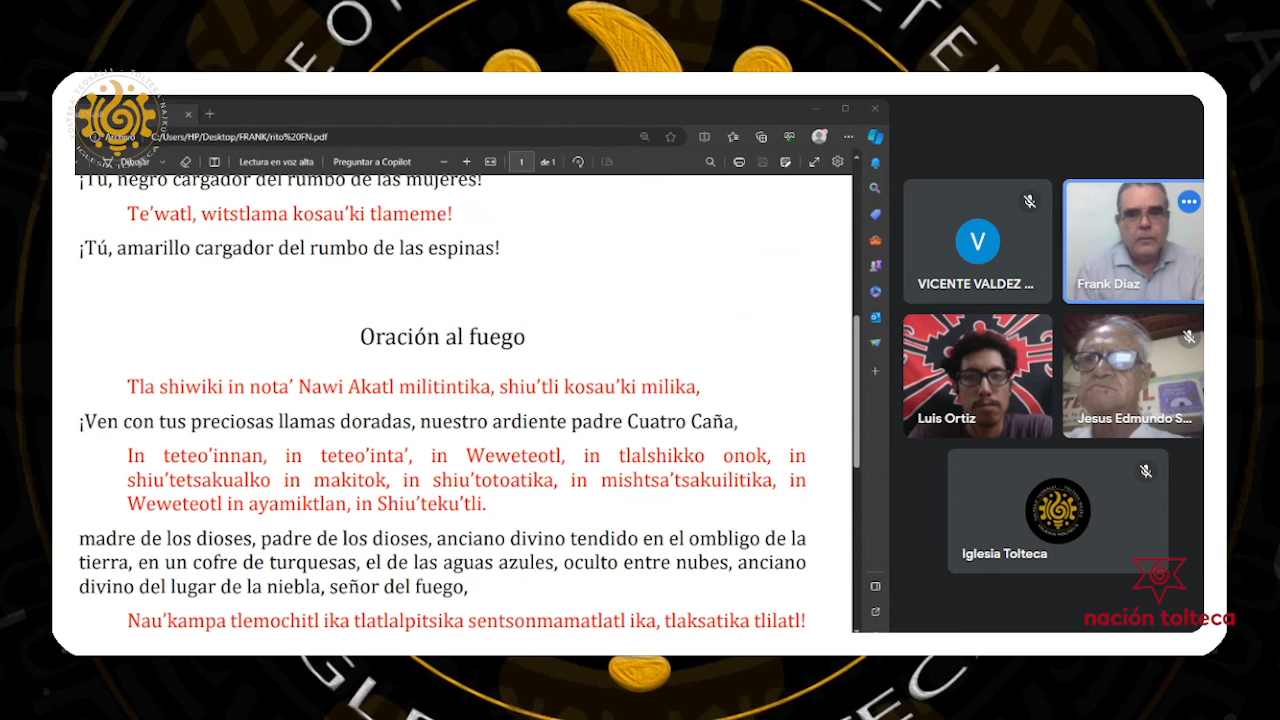 C:/Users/HP/Desktop/FRANK/rito%20FN.pdf
Dibujar
Lectura en voz alta
Preguntar a Copilot
1
de 1
¡Tú, negro cargador del rumbo de las mujeres!
Te’watl, witstlama kosau’ki tlameme!
¡Tú, amarillo cargador del rumbo de las espinas!
Oración al fuego
Tla shiwiki in nota’ Nawi Akatl militintika, shiu’tli kosau’ki milika,
¡Ven con tus preciosas llamas doradas, nuestro ardiente padre Cuatro Caña,
In teteo’innan, in teteo’inta’, in Weweteotl, in tlalshikko onok, in
shiu’tetsakualko in makitok, in shiu’totoatika, in mishtsa’tsakuilitika, in
Weweteotl in ayamiktlan, in Shiu’teku’tli.
madre de los dioses, padre de los dioses, anciano divino tendido en el ombligo de la
tierra, en un cofre de turquesas, el de las aguas azules, oculto entre nubes, anciano
divino del lugar de la niebla, señor del fuego,
Nau’kampa tlemochitl ika tlatlalpitsika sentsonmamatlatl ika, tlaksatika tlilatl!
V
VICENTE VALDEZ ...
Frank Diaz
Luis Ortiz
Jesus Edmundo S...
Iglesia Tolteca
nación tolteca